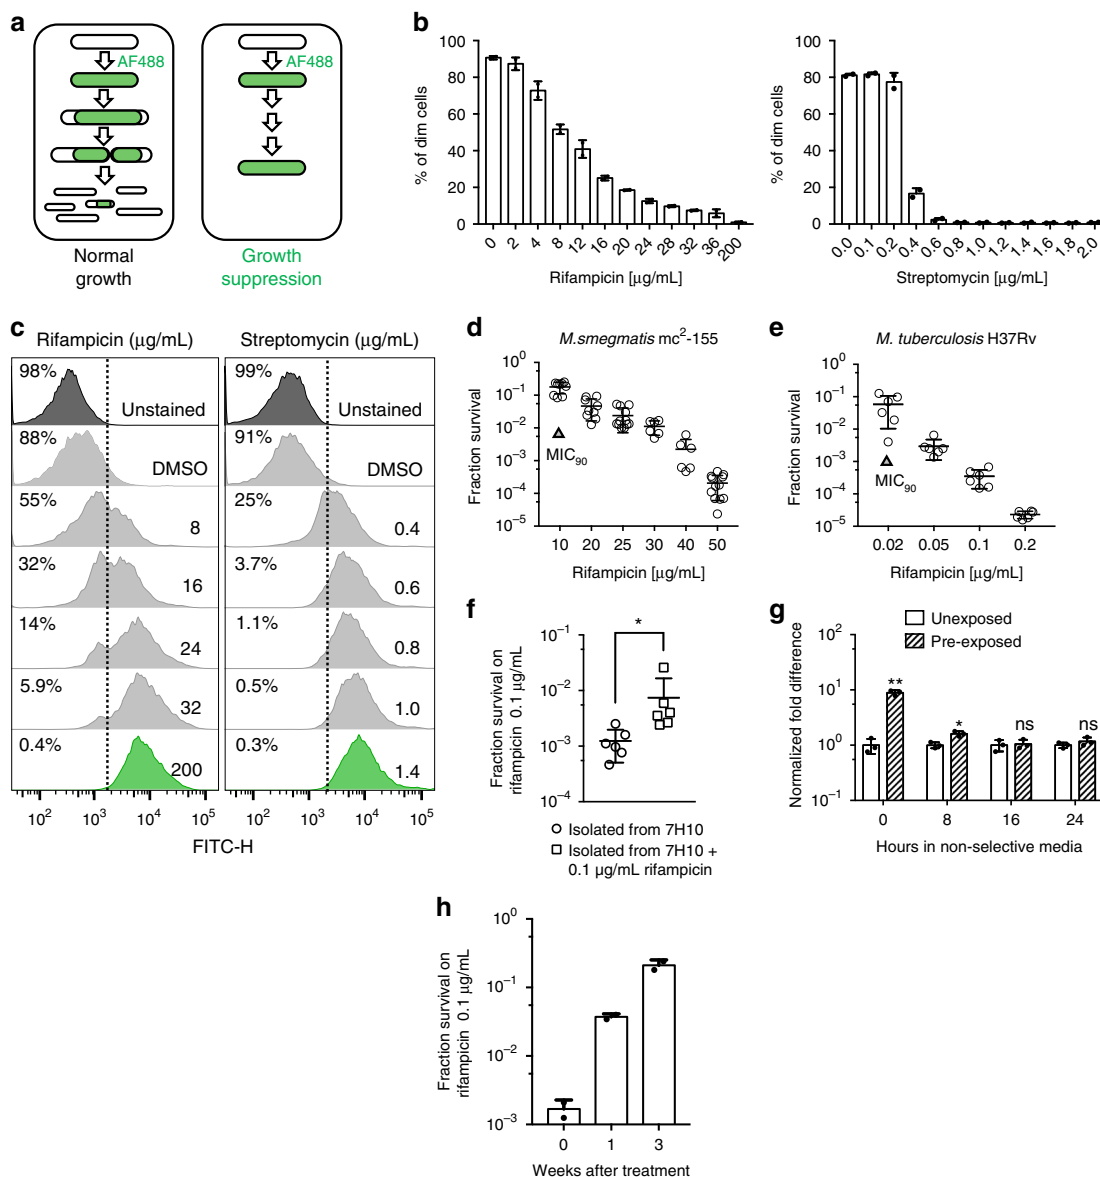 a
AF488
AF488
Normal
growth
Growth
suppression
b
% of dim cells
100
80
60
40
20
0
0 2 4 8 12 16 20 24 28 32 36 200
Rifampicin [µg/mL]
% of dim cells
100
80
60
40
20
0
0.0 0.1 0.2 0.4 0.6 0.8 1.0 1.2 1.4 1.6 1.8 2.0
Streptomycin [µg/mL]
c
Rifampicin (µg/mL)
98%
Unstained
88%
DMSO
55%
8
32%
16
14%
24
5.9%
32
0.4%
200
10² 10³ 10⁴ 10⁵
Streptomycin (µg/mL)
99%
Unstained
91%
DMSO
25%
0.4
3.7%
0.6
1.1%
0.8
0.5%
1.0
0.3%
1.4
10² 10³ 10⁴ 10⁵
FITC-H
d
M.smegmatis mc²-155
Fraction survival
10⁰
10⁻¹
10⁻²
10⁻³
10⁻⁴
10⁻⁵
MIC₉₀
10 20 25 30 40 50
Rifampicin [µg/mL]
e
M. tuberculosis H37Rv
Fraction survival
10⁰
10⁻¹
10⁻²
10⁻³
10⁻⁴
10⁻⁵
MIC₉₀
0.02 0.05 0.1 0.2
Rifampicin [µg/mL]
f
Fraction survival on
rifampicin 0.1 µg/mL
10⁻¹
10⁻²
10⁻³
10⁻⁴
*
Isolated from 7H10
Isolated from 7H10 +
0.1 µg/mL rifampicin
g
Unexposed
Pre-exposed
Normalized fold difference
10²
10¹
10⁰
10⁻¹
**
*
ns
ns
0 8 16 24
Hours in non-selective media
h
Fraction survival on
rifampicin 0.1 µg/mL
10⁰
10⁻¹
10⁻²
10⁻³
0 1 3
Weeks after treatment